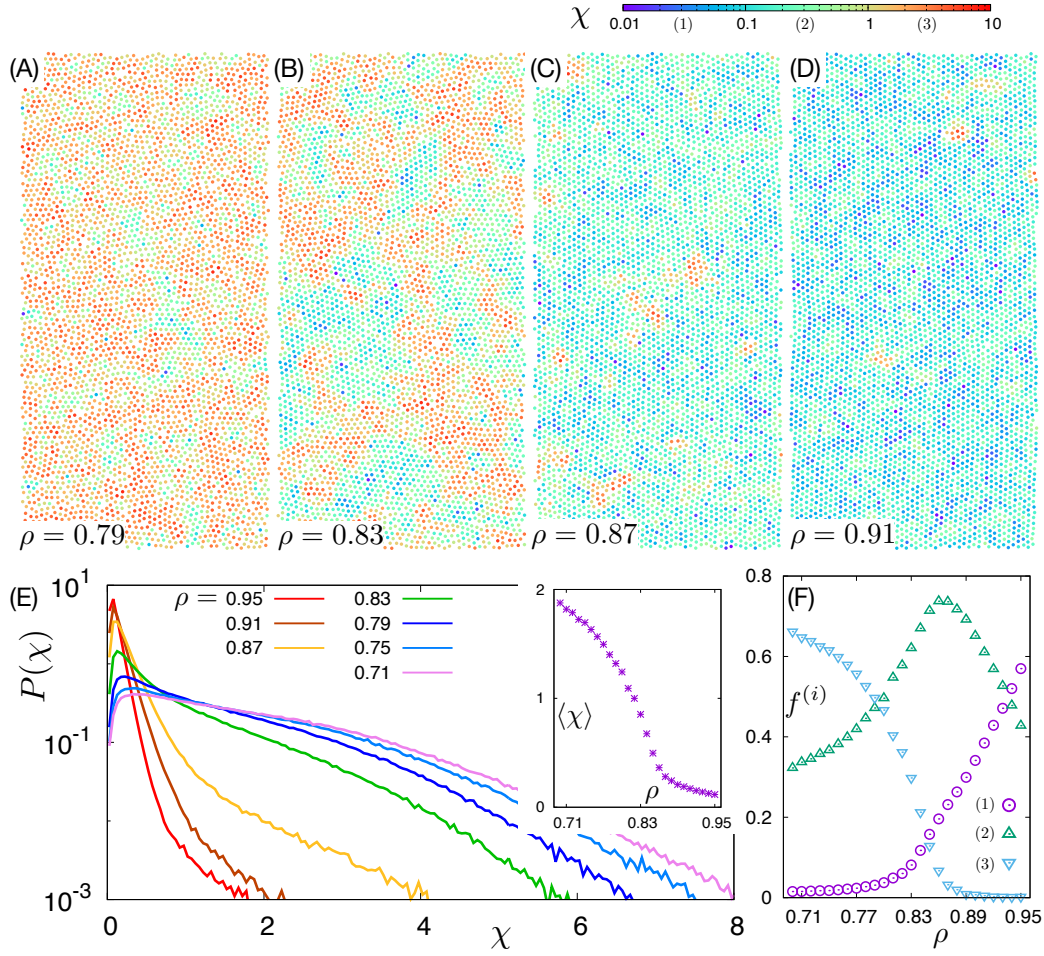 χ 0.01 (1) 0.1 (2) 1 (3) 10
(A) (B) (C) (D)
ρ = 0.79 ρ = 0.83 ρ = 0.87 ρ = 0.91
(E)
P(χ)
10¹
10⁻¹
10⁻³
ρ =
0.95 0.83
0.91 0.79
0.87 0.75
0.71
0 2 4 6 8
χ
2
1
0
⟨χ⟩
ρ
0.71 0.83 0.95
(F)
0.8
0.6
0.4
0.2
0
f⁽ⁱ⁾
(1)
(2)
(3)
0.71 0.77 0.83 0.89 0.95
ρ